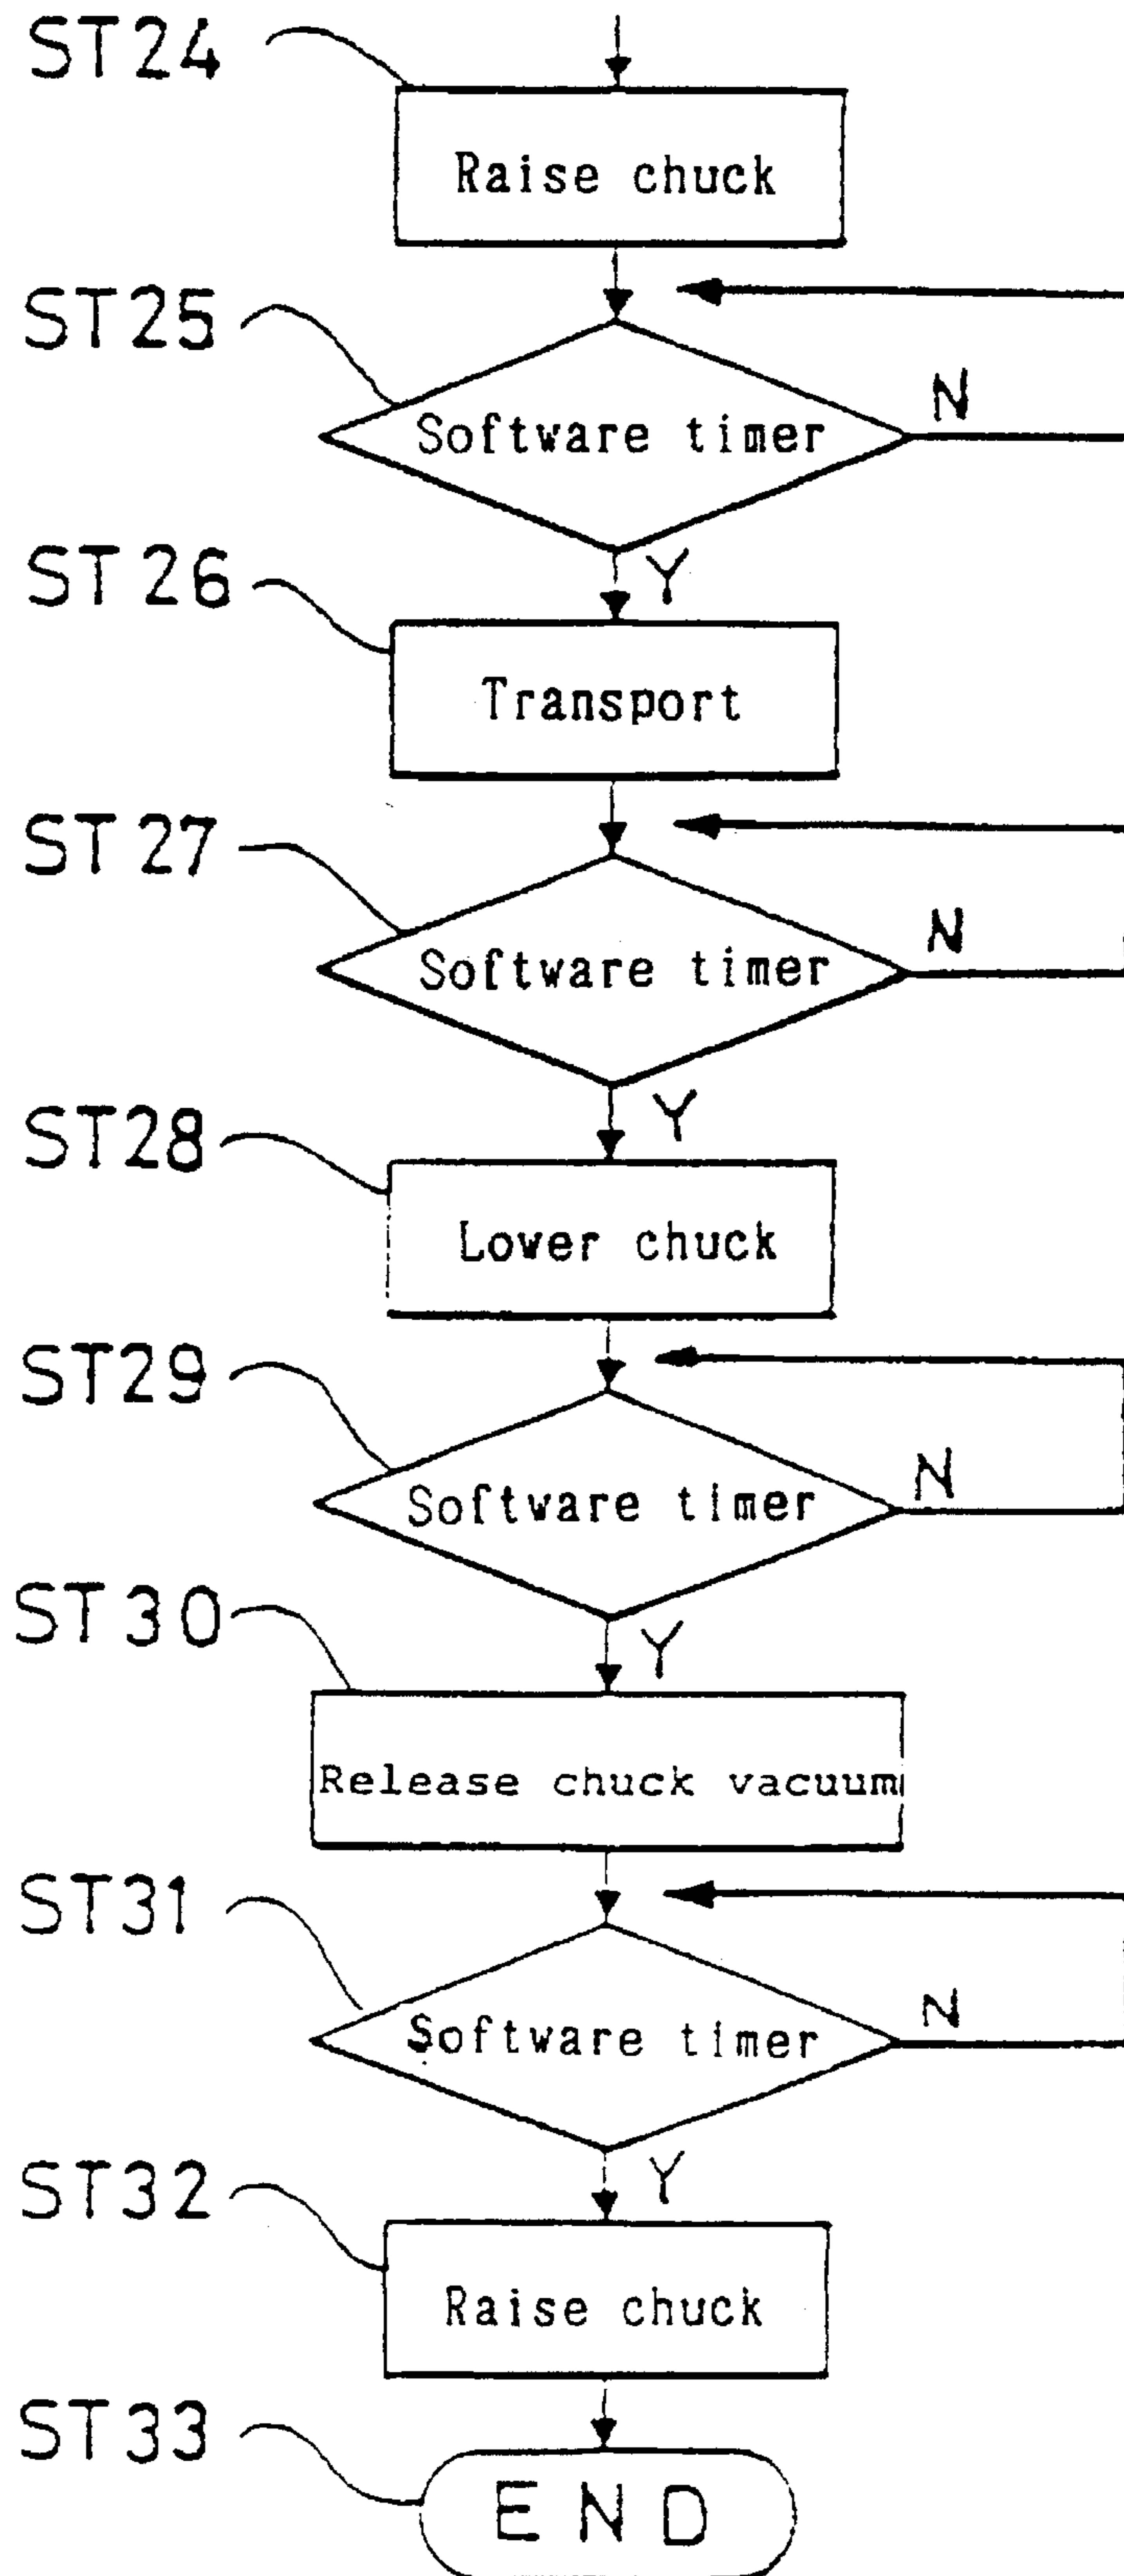 ST24
Raise chuck
ST25
Software timer
N
Y
ST26
Transport
ST27
Software timer
N
Y
ST28
Lower chuck
ST29
Software timer
N
Y
ST30
Release chuck vacuum
ST31
Software timer
N
Y
ST32
Raise chuck
ST33
END